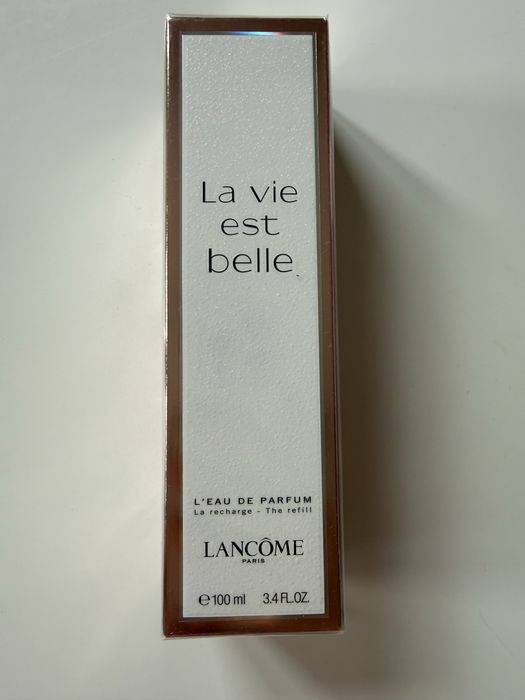 La vie
est
belle
L'EAU DE PARFUM
La recharge - The refill
LANCÔME
PARIS
℮100 ml 3.4 FL.OZ.